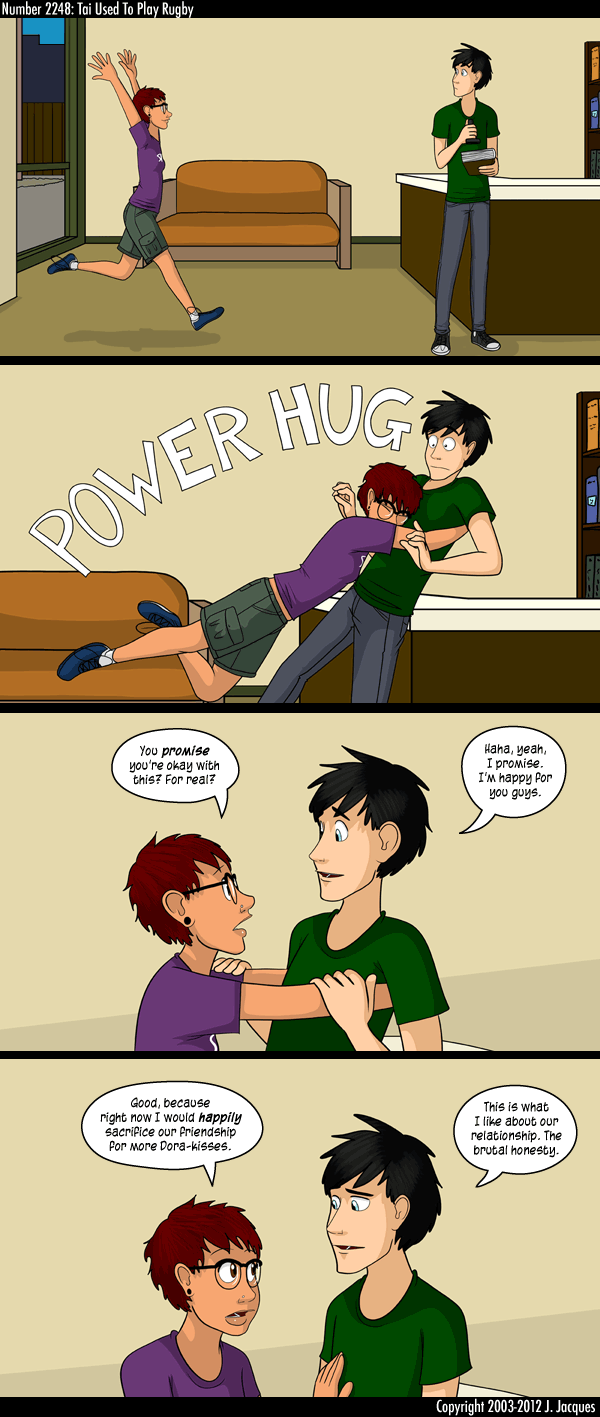 Number 2248: Tai Used To Play Rugby
POWER HUG
You promise
you're okay with
this? For real?
Haha, yeah,
I promise.
I'm happy for
you guys.
Good, because
right now I would happily
sacrifice our friendship
for more Dora-kisses.
This is what
I like about our
relationship. The
brutal honesty.
Copyright 2003-2012 J. Jacques